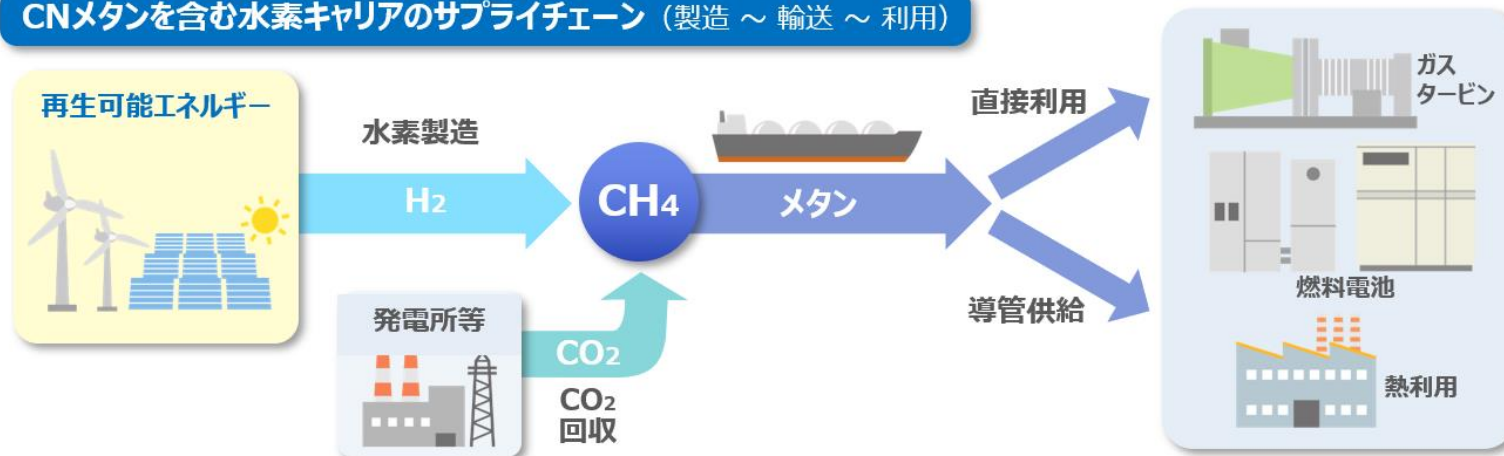 CNメタンを含む水素キャリアのサプライチェーン（製造 ～ 輸送 ～ 利用）
再生可能エネルギー
水素製造
H2
CH4
発電所等
CO2
CO2
回収
メタン
直接利用
導管供給
ガス
タービン
燃料電池
熱利用